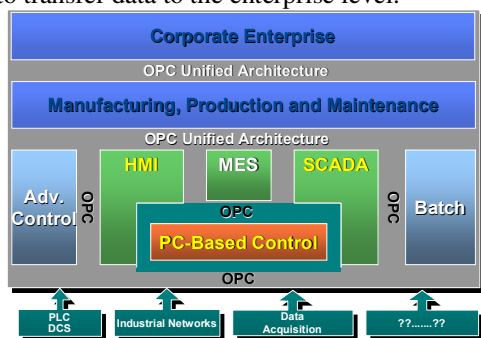 to transfer data to the enterprise level.
Corporate Enterprise
OPC Unified Architecture
Manufacturing, Production and Maintenance
OPC Unified Architecture
HMI
MES
SCADA
Adv.
Control
OPC
OPC
OPC
Batch
PC-Based Control
OPC
PLC
DCS
Industrial Networks
Data
Acquisition
??.......??